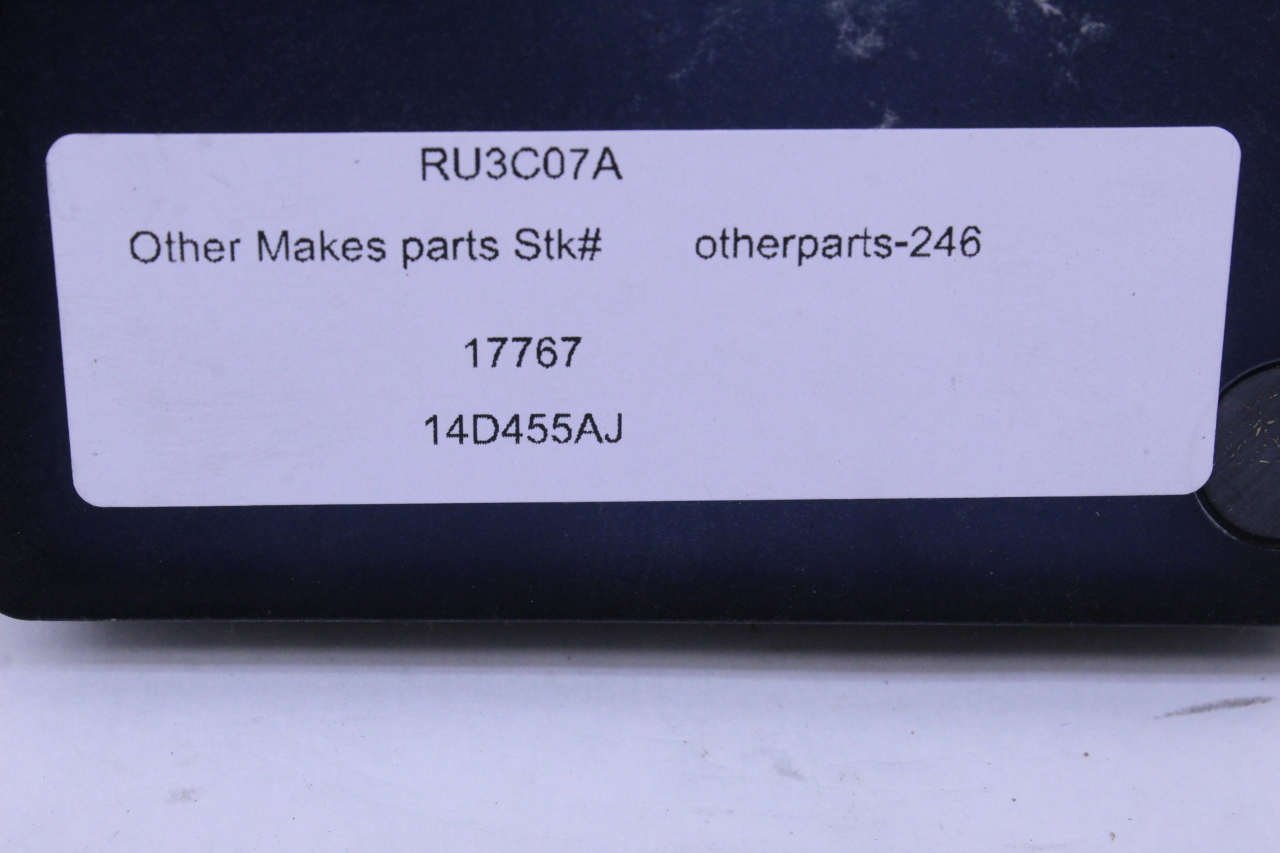 RU3C07A
Other Makes parts Stk# otherparts-246
17767
14D455AJ